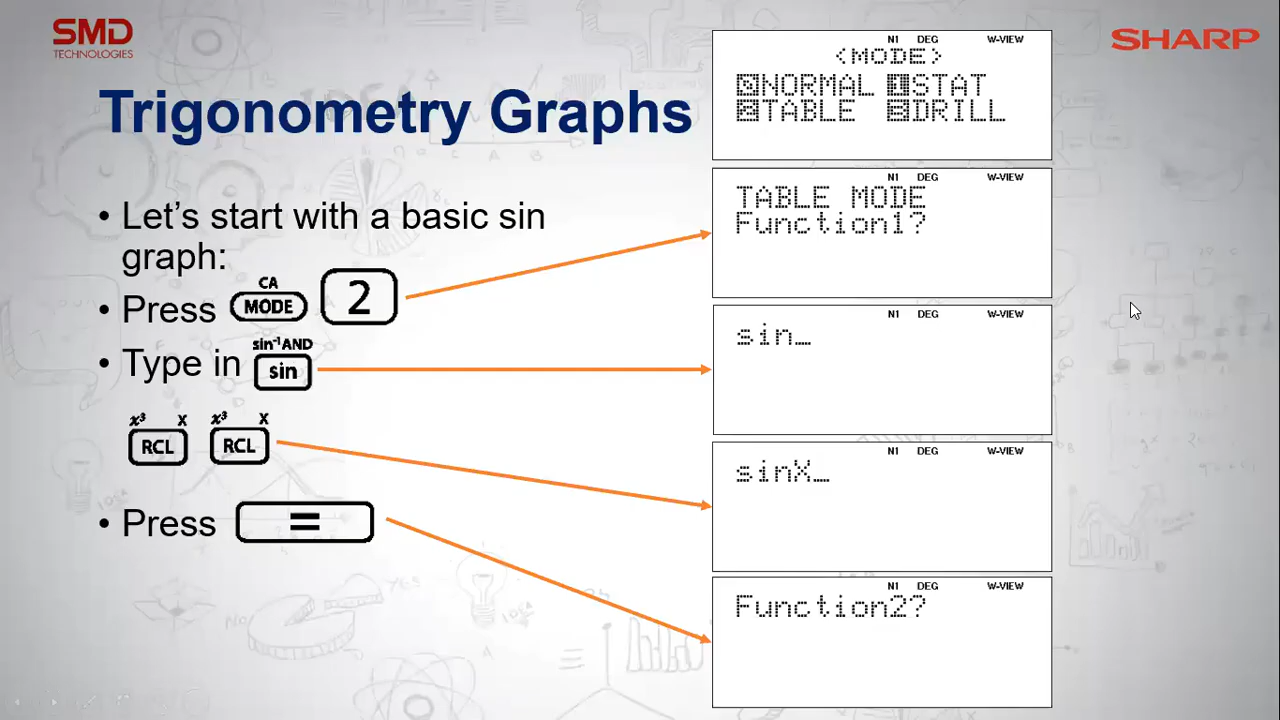 SMD
TECHNOLOGIES
SHARP
Trigonometry Graphs
• Let’s start with a basic sin
graph:
• Press CA MODE 2
• Type in sin⁻¹AND sin
x³ X RCL x³ X RCL
• Press =
N1 DEG W-VIEW
<MODE>
0NORMAL 1STAT
2TABLE 3DRILL
N1 DEG W-VIEW
TABLE MODE
Function1?
N1 DEG W-VIEW
sin_
N1 DEG W-VIEW
sinX_
N1 DEG W-VIEW
Function2?